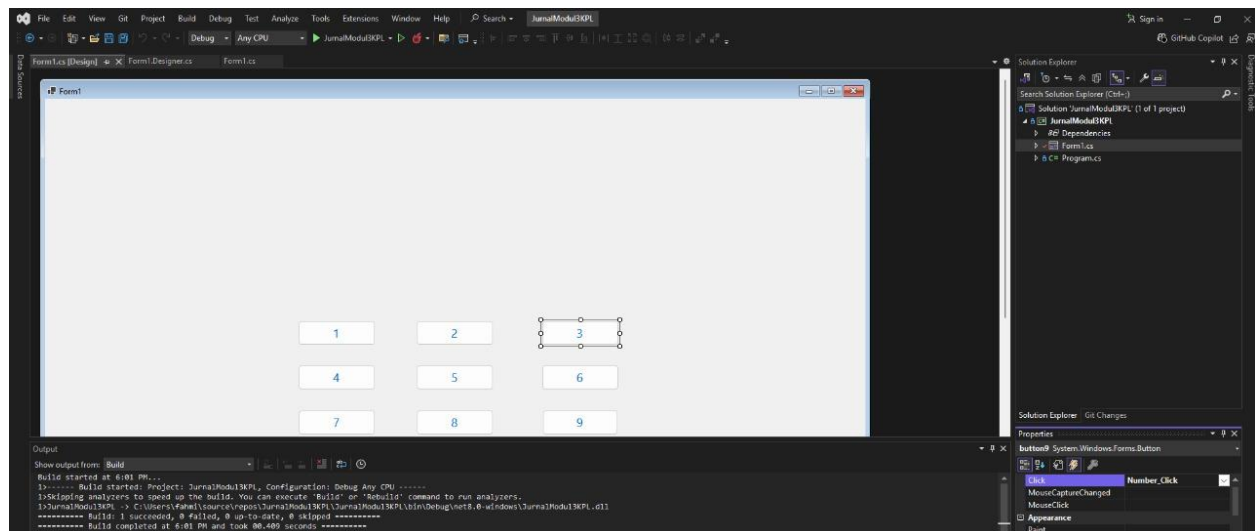 File Edit View Git Project Build Debug Test Analyze Tools Extensions Window Help Search JurnalModul3KPL Sign in
Debug Any CPU JurnalModul3KPL GitHub Copilot
Data Sources
Form1.cs [Design] Form1.Designer.cs Form1.cs
Form1
1 2 3
4 5 6
7 8 9
Solution Explorer
Search Solution Explorer (Ctrl+;)
Solution 'JurnalModul3KPL' (1 of 1 project)
JurnalModul3KPL
Dependencies
Form1.cs
C# Program.cs
Diagnostic Tools
Solution Explorer Git Changes
Properties
button9 System.Windows.Forms.Button
Click Number_Click
MouseCaptureChanged
MouseClick
Appearance
Paint
Output
Show output from: Build
Build started at 6:01 PM...
1>------ Build started: Project: JurnalModul3KPL, Configuration: Debug Any CPU ------
1>Skipping analyzers to speed up the build. You can execute 'Build' or 'Rebuild' command to run analyzers.
1>JurnalModul3KPL -> C:\Users\fahmi\source\repos\JurnalModul3KPL\JurnalModul3KPL\bin\Debug\net8.0-windows\JurnalModul3KPL.dll
========== Build: 1 succeeded, 0 failed, 0 up-to-date, 0 skipped ==========
========== Build completed at 6:01 PM and took 00.409 seconds ==========